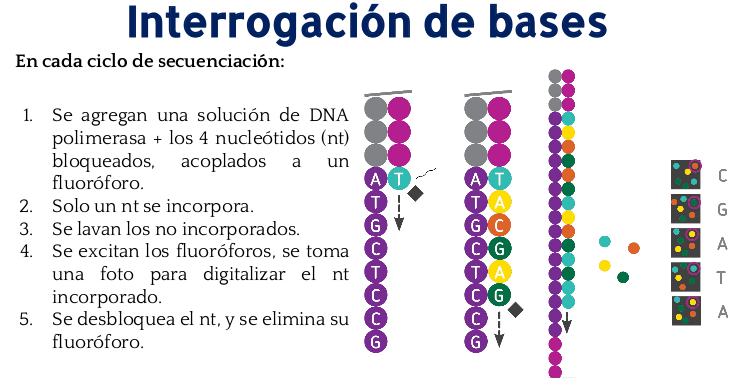 Interrogación de bases
En cada ciclo de secuenciación:
1. Se agregan una solución de DNA
polimerasa + los 4 nucleótidos (nt)
bloqueados, acoplados a un
fluoróforo.
2. Solo un nt se incorpora.
3. Se lavan los no incorporados.
4. Se excitan los fluoróforos, se toma
una foto para digitalizar el nt
incorporado.
5. Se desbloquea el nt, y se elimina su
fluoróforo.
A T
T
G
C
T
C
C
G
A T
T A
G C
C G
T A
C G
C
G
C
G
A
T
A